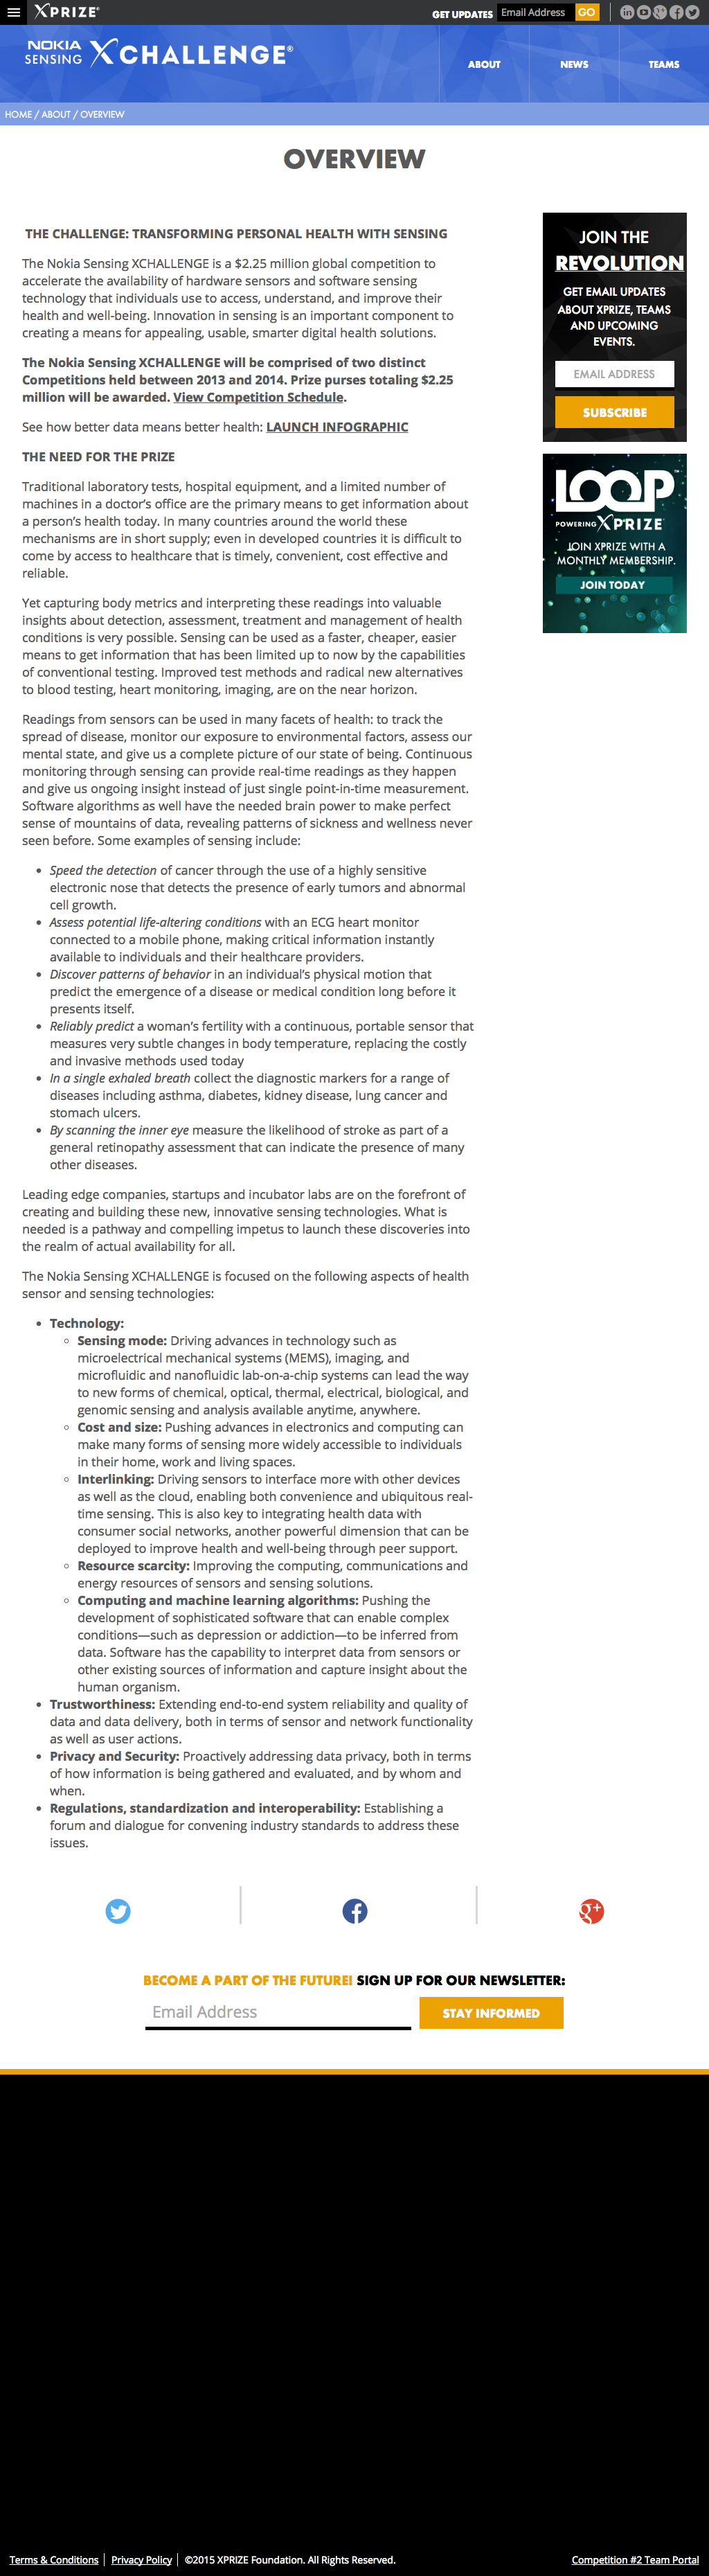 XPRIZE®
GET UPDATES Email Address GO
NOKIA
SENSING XCHALLENGE®
ABOUT NEWS TEAMS
HOME / ABOUT / OVERVIEW
OVERVIEW
THE CHALLENGE: TRANSFORMING PERSONAL HEALTH WITH SENSING
The Nokia Sensing XCHALLENGE is a $2.25 million global competition to
accelerate the availability of hardware sensors and software sensing
technology that individuals use to access, understand, and improve their
health and well-being. Innovation in sensing is an important component to
creating a means for appealing, usable, smarter digital health solutions.
The Nokia Sensing XCHALLENGE will be comprised of two distinct
Competitions held between 2013 and 2014. Prize purses totaling $2.25
million will be awarded. View Competition Schedule.
See how better data means better health: LAUNCH INFOGRAPHIC
THE NEED FOR THE PRIZE
Traditional laboratory tests, hospital equipment, and a limited number of
machines in a doctor's office are the primary means to get information about
a person's health today. In many countries around the world these
mechanisms are in short supply; even in developed countries it is difficult to
come by access to healthcare that is timely, convenient, cost effective and
reliable.
Yet capturing body metrics and interpreting these readings into valuable
insights about detection, assessment, treatment and management of health
conditions is very possible. Sensing can be used as a faster, cheaper, easier
means to get information that has been limited up to now by the capabilities
of conventional testing. Improved test methods and radical new alternatives
to blood testing, heart monitoring, imaging, are on the near horizon.
Readings from sensors can be used in many facets of health: to track the
spread of disease, monitor our exposure to environmental factors, assess our
mental state, and give us a complete picture of our state of being. Continuous
monitoring through sensing can provide real-time readings as they happen
and give us ongoing insight instead of just single point-in-time measurement.
Software algorithms as well have the needed brain power to make perfect
sense of mountains of data, revealing patterns of sickness and wellness never
seen before. Some examples of sensing include:
• Speed the detection of cancer through the use of a highly sensitive
electronic nose that detects the presence of early tumors and abnormal
cell growth.
• Assess potential life-altering conditions with an ECG heart monitor
connected to a mobile phone, making critical information instantly
available to individuals and their healthcare providers.
• Discover patterns of behavior in an individual's physical motion that
predict the emergence of a disease or medical condition long before it
presents itself.
• Reliably predict a woman's fertility with a continuous, portable sensor that
measures very subtle changes in body temperature, replacing the costly
and invasive methods used today
• In a single exhaled breath collect the diagnostic markers for a range of
diseases including asthma, diabetes, kidney disease, lung cancer and
stomach ulcers.
• By scanning the inner eye measure the likelihood of stroke as part of a
general retinopathy assessment that can indicate the presence of many
other diseases.
Leading edge companies, startups and incubator labs are on the forefront of
creating and building these new, innovative sensing technologies. What is
needed is a pathway and compelling impetus to launch these discoveries into
the realm of actual availability for all.
The Nokia Sensing XCHALLENGE is focused on the following aspects of health
sensor and sensing technologies:
• Technology:
◦ Sensing mode: Driving advances in technology such as
microelectrical mechanical systems (MEMS), imaging, and
microfluidic and nanofluidic lab-on-a-chip systems can lead the way
to new forms of chemical, optical, thermal, electrical, biological, and
genomic sensing and analysis available anytime, anywhere.
◦ Cost and size: Pushing advances in electronics and computing can
make many forms of sensing more widely accessible to individuals
in their home, work and living spaces.
◦ Interlinking: Driving sensors to interface more with other devices
as well as the cloud, enabling both convenience and ubiquitous real-
time sensing. This is also key to integrating health data with
consumer social networks, another powerful dimension that can be
deployed to improve health and well-being through peer support.
◦ Resource scarcity: Improving the computing, communications and
energy resources of sensors and sensing solutions.
◦ Computing and machine learning algorithms: Pushing the
development of sophisticated software that can enable complex
conditions—such as depression or addiction—to be inferred from
data. Software has the capability to interpret data from sensors or
other existing sources of information and capture insight about the
human organism.
• Trustworthiness: Extending end-to-end system reliability and quality of
data and data delivery, both in terms of sensor and network functionality
as well as user actions.
• Privacy and Security: Proactively addressing data privacy, both in terms
of how information is being gathered and evaluated, and by whom and
when.
• Regulations, standardization and interoperability: Establishing a
forum and dialogue for convening industry standards to address these
issues.
JOIN THE
REVOLUTION
GET EMAIL UPDATES
ABOUT XPRIZE, TEAMS
AND UPCOMING
EVENTS.
EMAIL ADDRESS
SUBSCRIBE
LOOP™
POWERING XPRIZE
JOIN XPRIZE WITH A
MONTHLY MEMBERSHIP.
JOIN TODAY
BECOME A PART OF THE FUTURE! SIGN UP FOR OUR NEWSLETTER:
Email Address STAY INFORMED
Terms & Conditions | Privacy Policy | ©2015 XPRIZE Foundation. All Rights Reserved. Competition #2 Team Portal